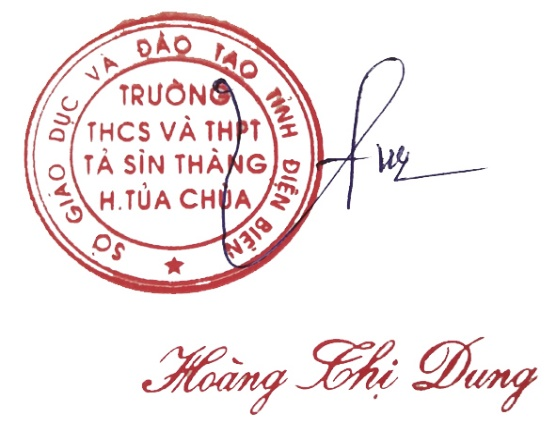 SỞ GIÁO DỤC VÀ ĐÀO TẠO TỈNH ĐIỆN BIÊN
TRƯỜNG
THCS VÀ THPT
TẢ SÌN THÀNG
H.TỦA CHÙA
Hoàng Thị Dung